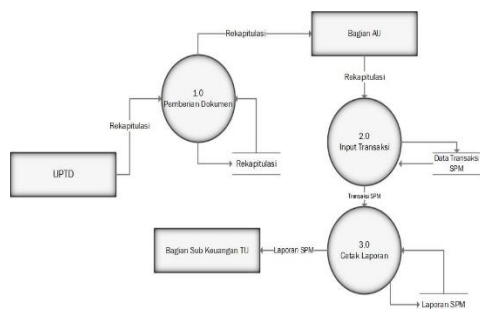 Rekapitulasi
Bagian AU
1.0
Pemberian Dokumen
Rekapitulasi
Rekapitulasi
2.0
Input Transaksi
Rekapitulasi
Data Transaksi
SPM
UPTD
Transaksi SPM
3.0
Cetak Laporan
Bagian Sub Keuangan TU
Laporan SPM
Laporan SPM